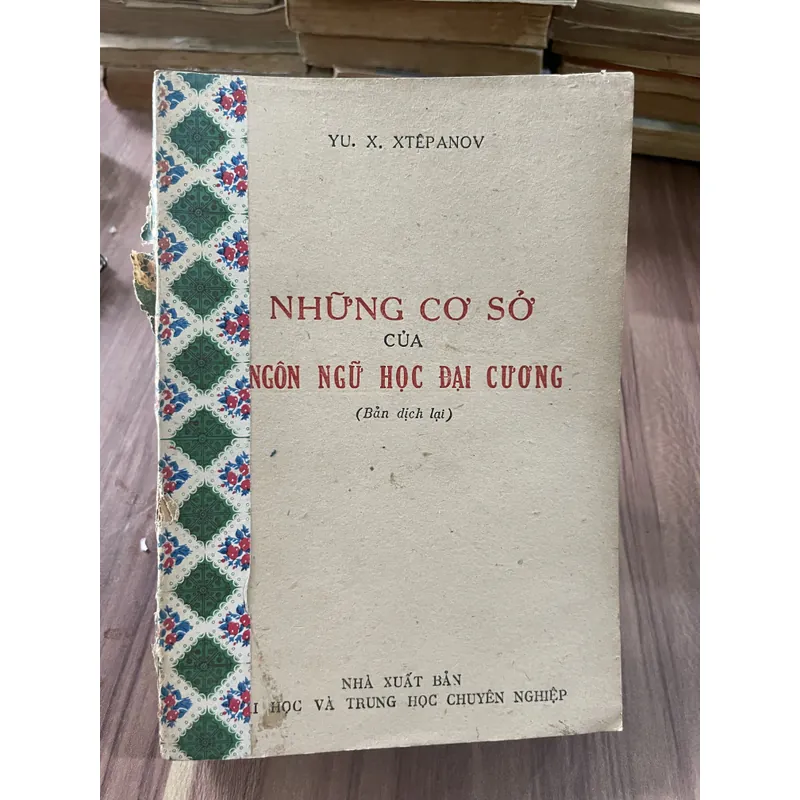 YU. X. XTÊPANOV
NHỮNG CƠ SỞ
CỦA
NGÔN NGỮ HỌC ĐẠI CƯƠNG
(Bản dịch lại)
NHÀ XUẤT BẢN
I HỌC VÀ TRUNG HỌC CHUYÊN NGHIỆP